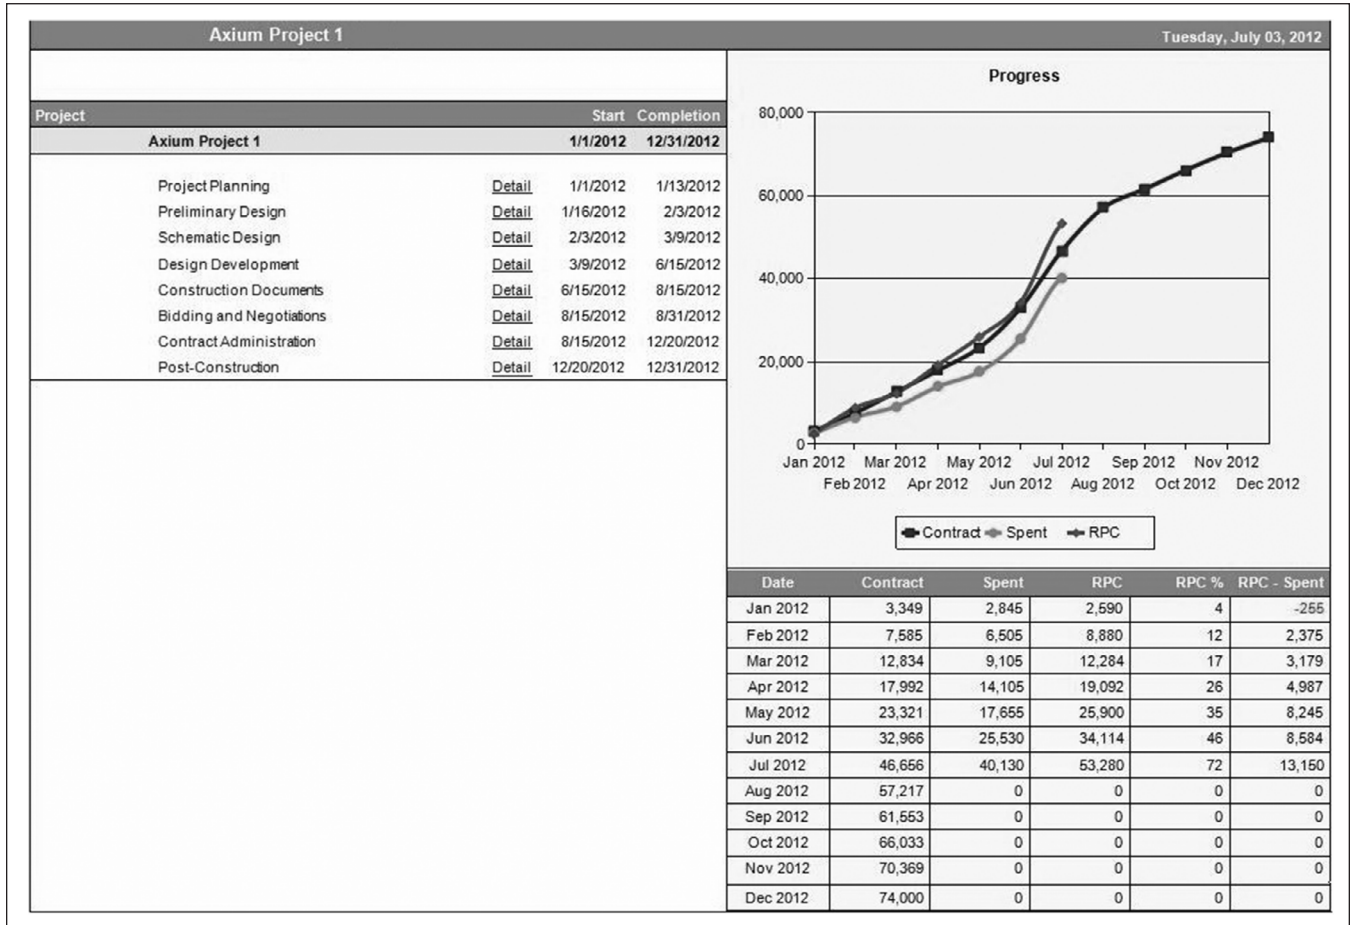 Axium Project 1 Tuesday, July 03, 2012
Project Start Completion
Axium Project 1 1/1/2012 12/31/2012
Project Planning Detail 1/1/2012 1/13/2012
Preliminary Design Detail 1/16/2012 2/3/2012
Schematic Design Detail 2/3/2012 3/9/2012
Design Development Detail 3/9/2012 6/15/2012
Construction Documents Detail 6/15/2012 8/15/2012
Bidding and Negotiations Detail 8/15/2012 8/31/2012
Contract Administration Detail 8/15/2012 12/20/2012
Post-Construction Detail 12/20/2012 12/31/2012
Progress
80,000
60,000
40,000
20,000
0
Jan 2012 Mar 2012 May 2012 Jul 2012 Sep 2012 Nov 2012
Feb 2012 Apr 2012 Jun 2012 Aug 2012 Oct 2012 Dec 2012
Contract Spent RPC
Date Contract Spent RPC RPC % RPC - Spent
Jan 2012 3,349 2,845 2,590 4 -255
Feb 2012 7,585 6,505 8,880 12 2,375
Mar 2012 12,834 9,105 12,284 17 3,179
Apr 2012 17,992 14,105 19,092 26 4,987
May 2012 23,321 17,655 25,900 35 8,245
Jun 2012 32,966 25,530 34,114 46 8,584
Jul 2012 46,656 40,130 53,280 72 13,150
Aug 2012 57,217 0 0 0 0
Sep 2012 61,553 0 0 0 0
Oct 2012 66,033 0 0 0 0
Nov 2012 70,369 0 0 0 0
Dec 2012 74,000 0 0 0 0